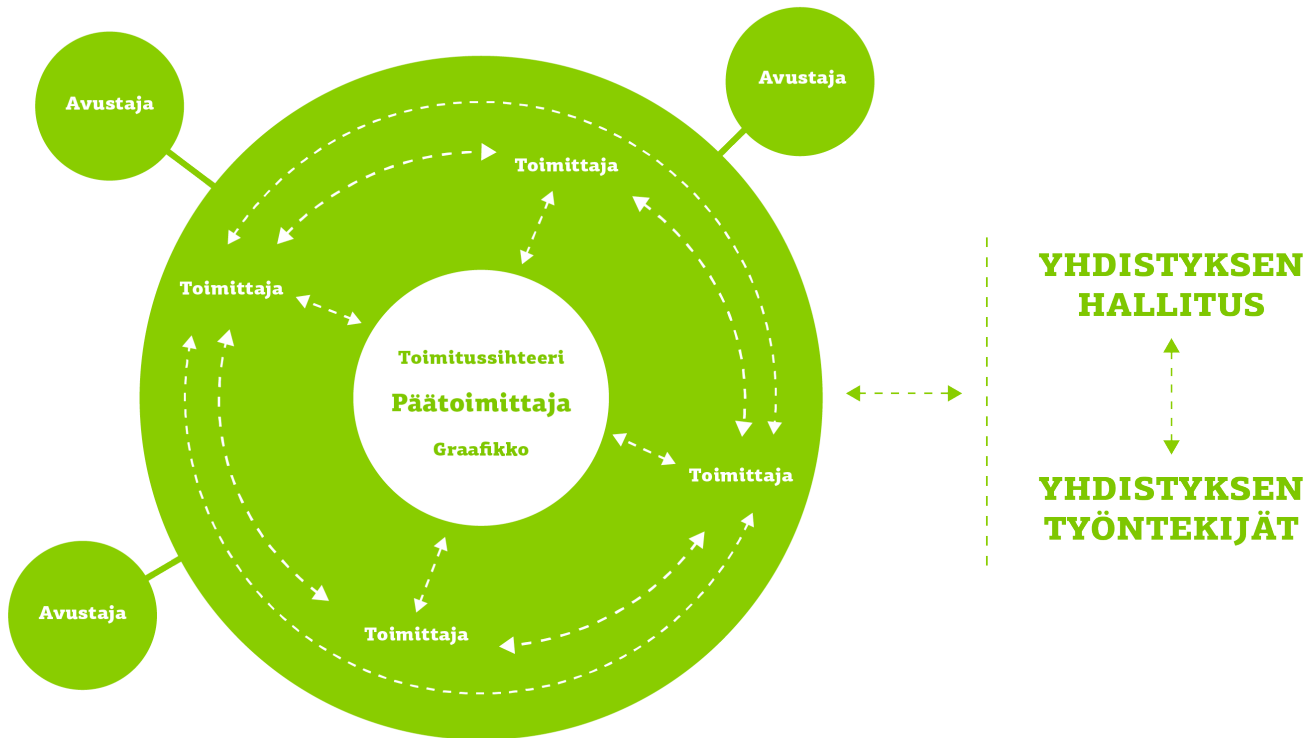 Avustaja
Avustaja
Toimittaja
Toimittaja
Toimitussihteeri
Päätoimittaja
Graafikko
Toimittaja
Toimittaja
Avustaja
YHDISTYKSEN
HALLITUS
YHDISTYKSEN
TYÖNTEKIJÄT